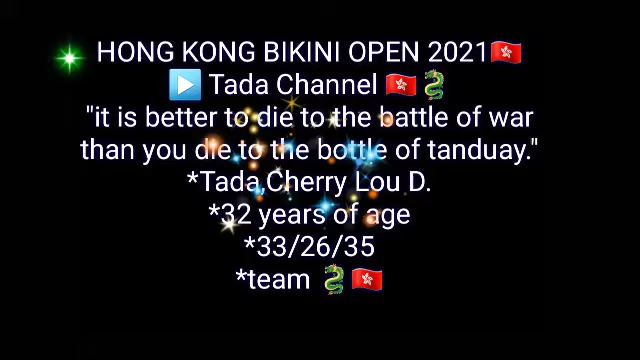 HONG KONG BIKINI OPEN 2021🇭🇰
▶️ Tada Channel 🇭🇰🐉
"it is better to die to the battle of war
than you die to the bottle of tanduay."
*Tada,Cherry Lou D.
*32 years of age
*33/26/35
*team 🐉🇭🇰